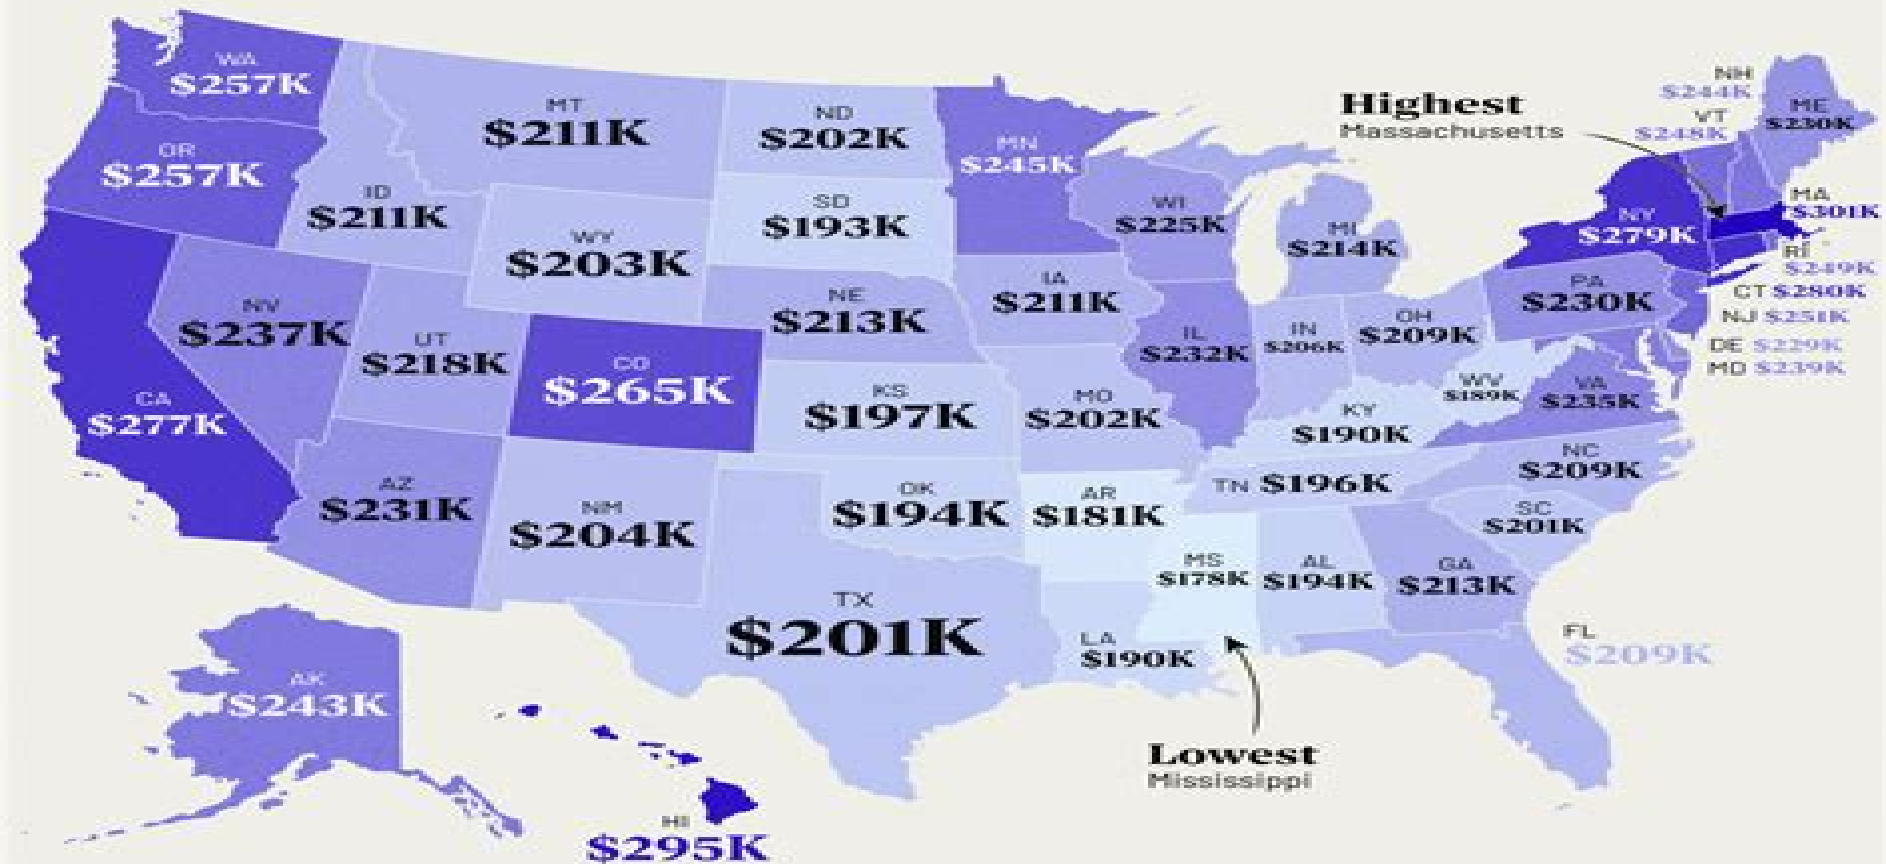 WA
$257K
OR
$257K
CA
$277K
ID
$211K
NV
$237K
MT
$211K
WY
$203K
UT
$218K
CO
$265K
AZ
$231K
NM
$204K
ND
$202K
SD
$193K
NE
$213K
KS
$197K
OK
$194K
TX
$201K
MN
$245K
IA
$211K
MO
$202K
AR
$181K
LA
$190K
WI
$225K
IL
$232K
MI
$214K
IN
$206K
OH
$209K
KY
$190K
TN $196K
MS
$178K
AL
$194K
GA
$213K
FL
$209K
SC
$201K
NC
$209K
VA
$235K
WV
$189K
PA
$230K
NY
$279K
Highest
Massachusetts
NH
$244K
VT
$248K
ME
$230K
MA
$301K
RI
$249K
CT $280K
NJ $251K
DE $229K
MD $239K
AK
$243K
HI
$295K
Lowest
Mississippi